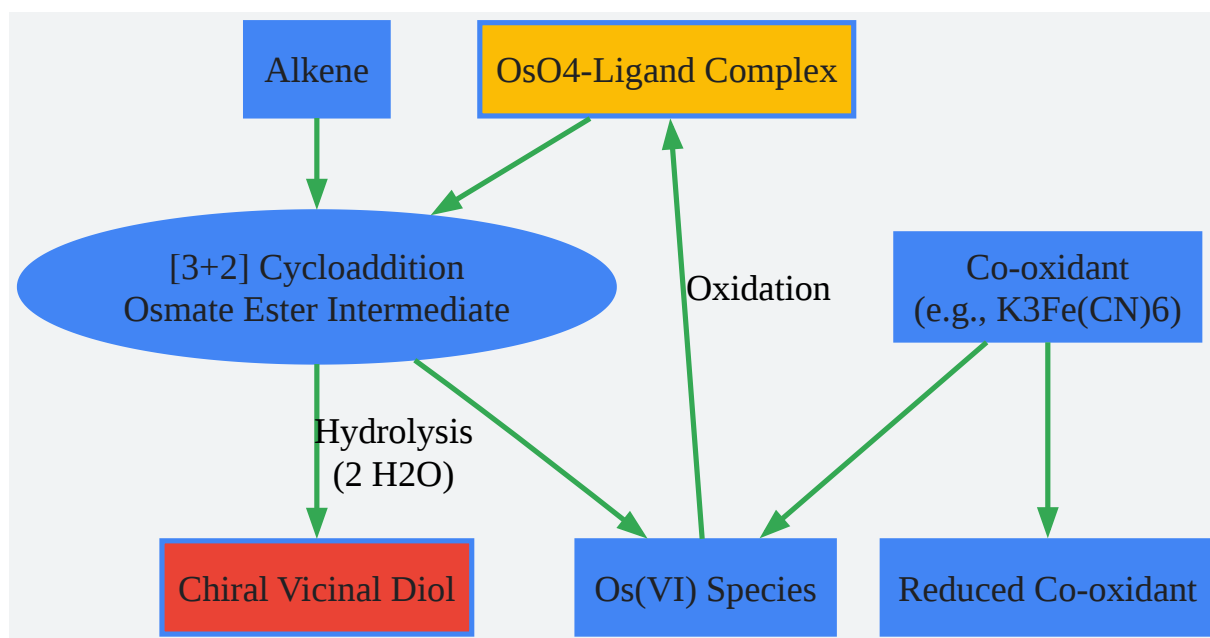 Alkene
OsO4-Ligand Complex
[3+2] Cycloaddition
Osmate Ester Intermediate
Oxidation
Co-oxidant
(e.g., K3Fe(CN)6)
Hydrolysis
(2 H2O)
Chiral Vicinal Diol
Os(VI) Species
Reduced Co-oxidant